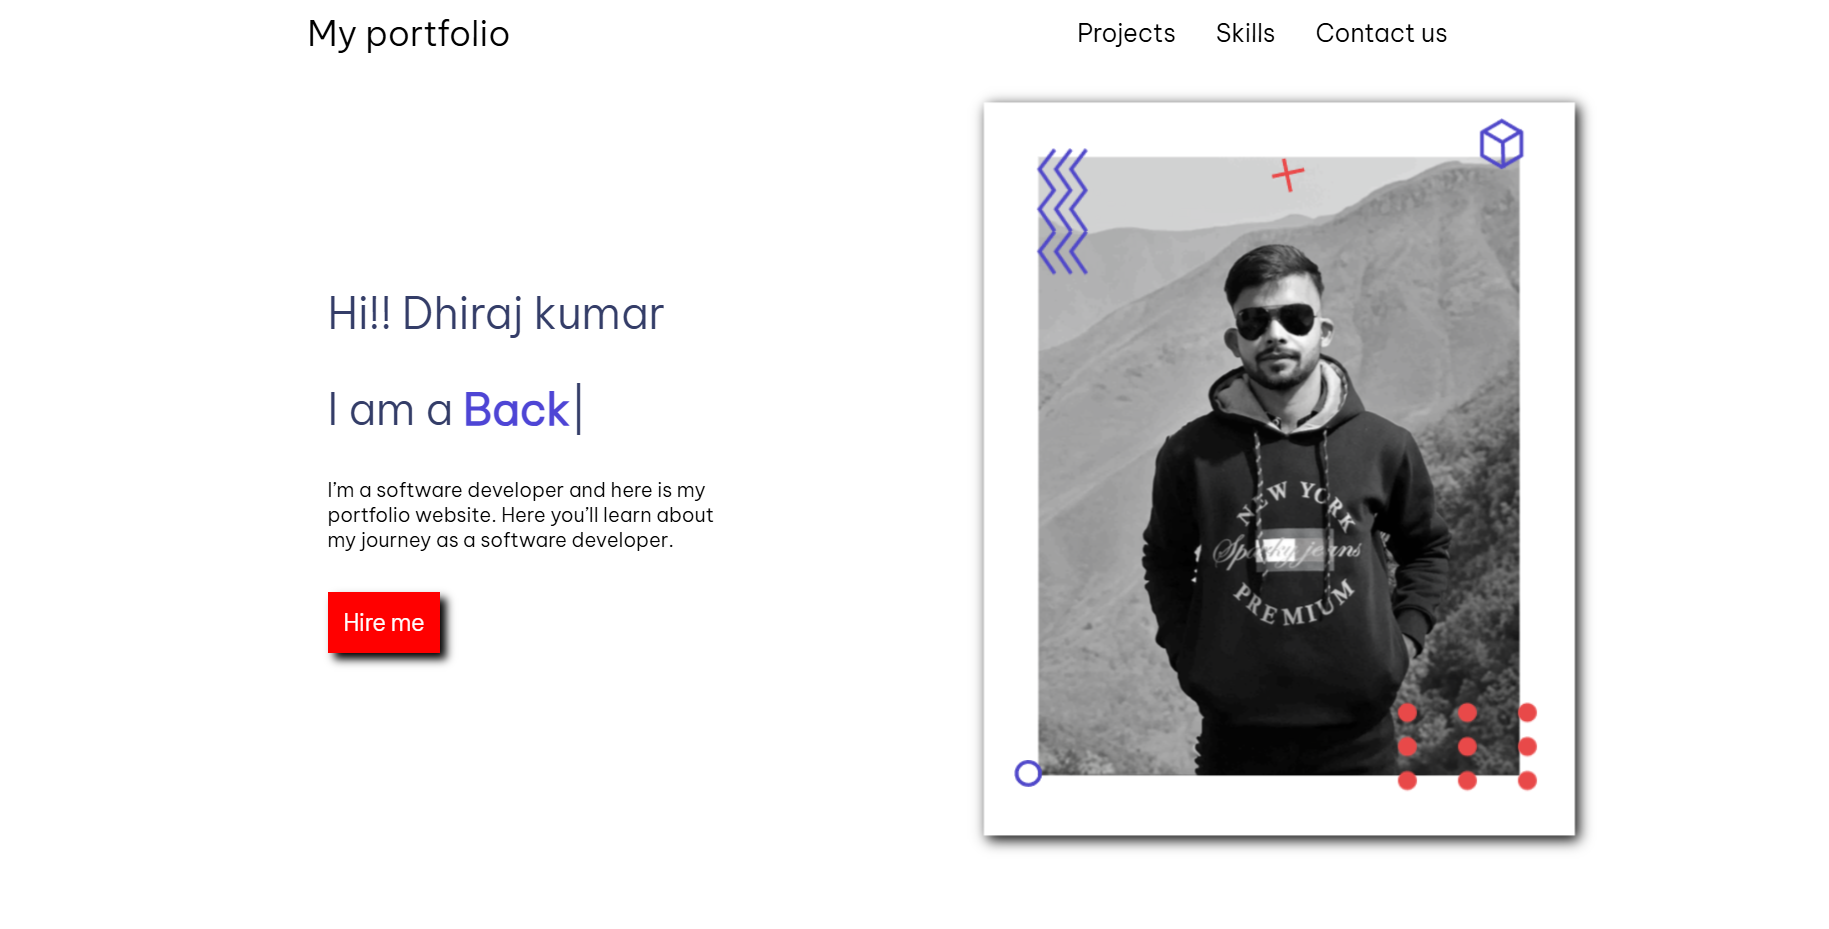 My portfolio
Projects Skills Contact us
Hi!! Dhiraj kumar
I am a Back
I'm a software developer and here is my
portfolio website. Here you'll learn about
my journey as a software developer.
Hire me
NEW YORK
Sparky jeans
PREMIUM